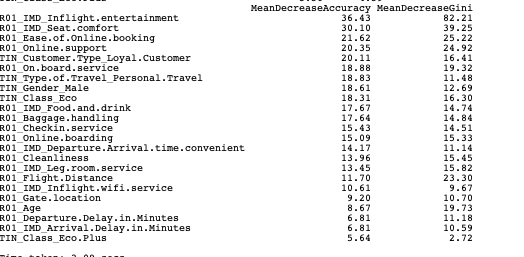 MeanDecreaseAccuracy MeanDecreaseGini
R01_IMD_Inflight.entertainment 36.43 82.21
R01_IMD_Seat.comfort 30.10 39.25
R01_Ease.of.Online.booking 21.62 25.22
R01_Online.support 20.35 24.92
TIN_Customer.Type_Loyal.Customer 20.11 16.41
R01_On.board.service 18.88 19.32
TIN_Type.of.Travel_Personal.Travel 18.83 11.48
TIN_Gender_Male 18.61 12.69
TIN_Class_Eco 18.31 16.30
R01_IMD_Food.and.drink 17.67 14.74
R01_Baggage.handling 17.64 14.84
R01_Checkin.service 15.43 14.51
R01_Online.boarding 15.09 15.33
R01_IMD_Departure.Arrival.time.convenient 14.17 11.14
R01_Cleanliness 13.96 15.45
R01_IMD_Leg.room.service 13.45 15.82
R01_Flight.Distance 11.70 23.30
R01_IMD_Inflight.wifi.service 10.61 9.67
R01_Gate.location 9.20 10.70
R01_Age 8.67 19.73
R01_Departure.Delay.in.Minutes 6.81 11.18
R01_IMD_Arrival.Delay.in.Minutes 6.81 10.59
TIN_Class_Eco.Plus 5.64 2.72